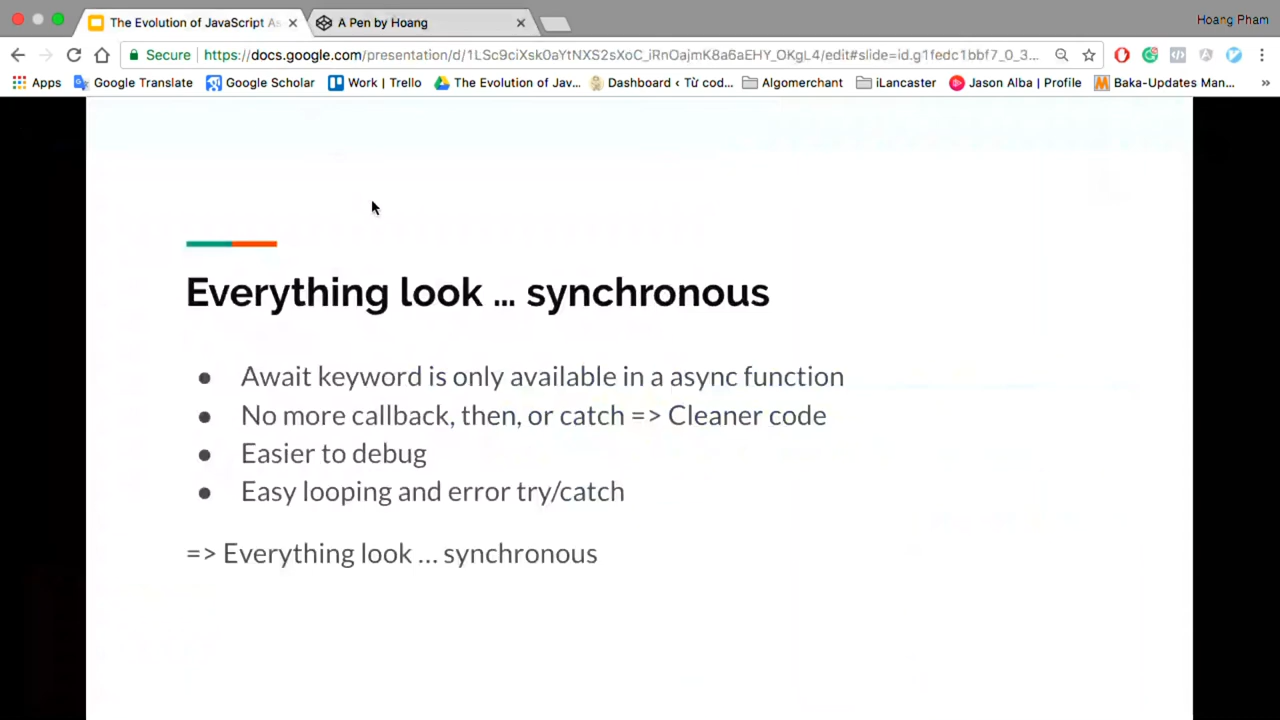 The Evolution of JavaScript As
A Pen by Hoang
Hoang Pham
Secure https://docs.google.com/presentation/d/1LSc9ciXsk0aYtNXS2sXoC_iRnOajmK8a6aEHY_OKgL4/edit#slide=id.g1fedc1bbf7_0_3...
Apps Google Translate Google Scholar Work | Trello The Evolution of Jav... Dashboard ‹ Từ cod... Algomerchant iLancaster Jason Alba | Profile Baka-Updates Man... »
Everything look ... synchronous
● Await keyword is only available in a async function
● No more callback, then, or catch => Cleaner code
● Easier to debug
● Easy looping and error try/catch
=> Everything look ... synchronous